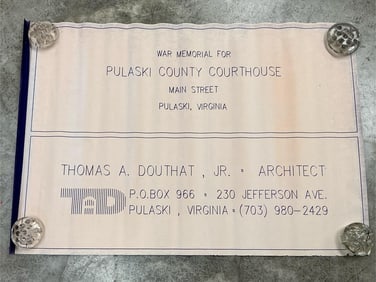 WAR MEMORIAL FOR
PULASKI COUNTY COURTHOUSE
MAIN STREET
PULASKI, VIRGINIA
THOMAS A. DOUTHAT, JR. • ARCHITECT
TAD P.O.BOX 966 • 230 JEFFERSON AVE.
PULASKI, VIRGINIA • (703) 980-2429